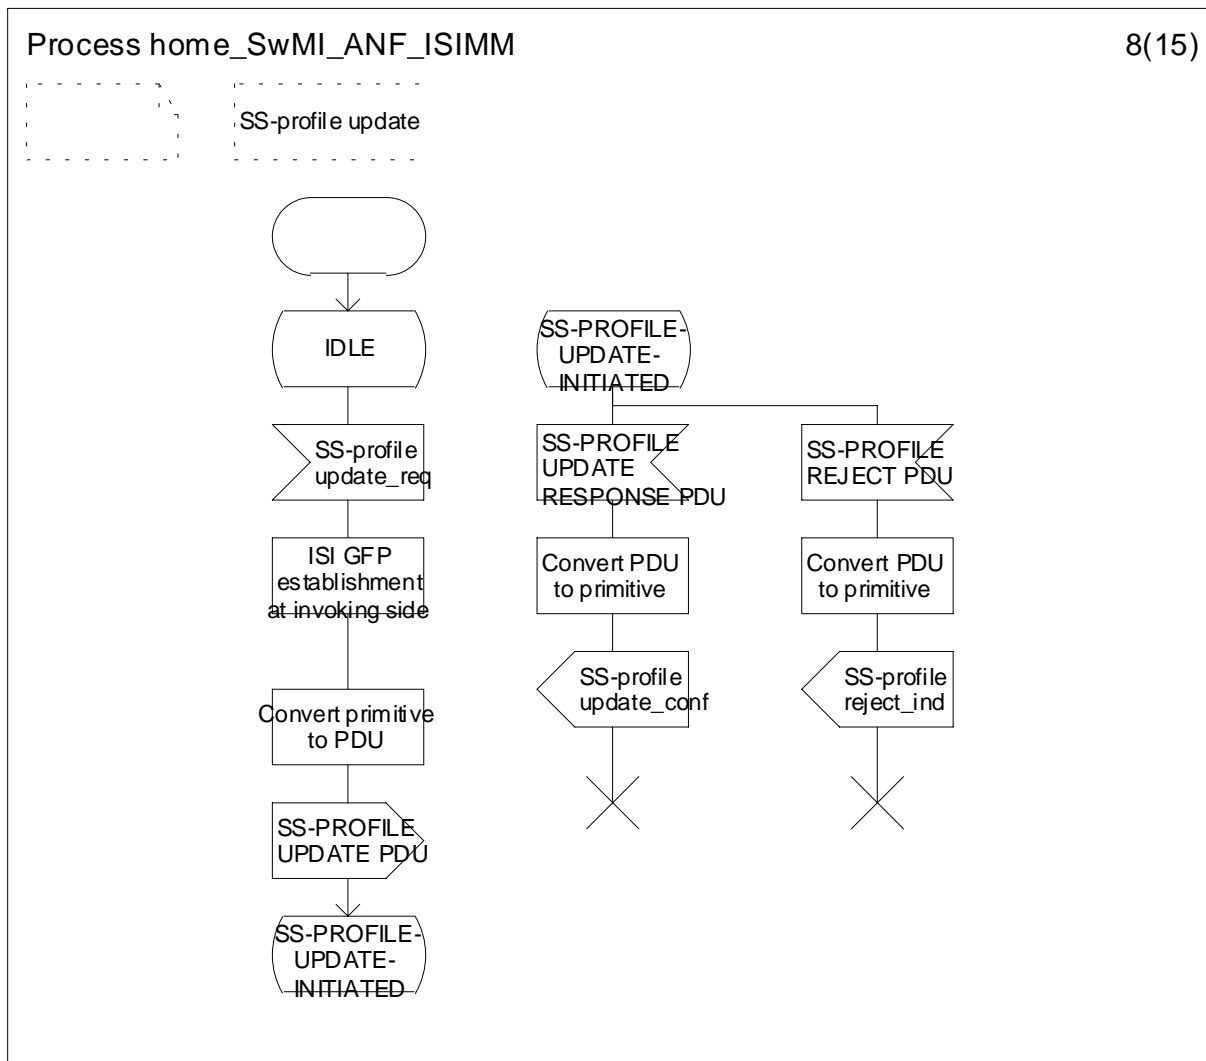 Process home_SwMI_ANF_ISIMM
8(15)
SS-profile update
IDLE
SS-profile
update_req
ISI GFP
establishment
at invoking side
Convert primitive
to PDU
SS-PROFILE
UPDATE PDU
SS-PROFILE-
UPDATE-
INITIATED
SS-PROFILE-
UPDATE-
INITIATED
SS-PROFILE
UPDATE
RESPONSE PDU
Convert PDU
to primitive
SS-profile
update_conf
SS-PROFILE
REJECT PDU
Convert PDU
to primitive
SS-profile
reject_ind